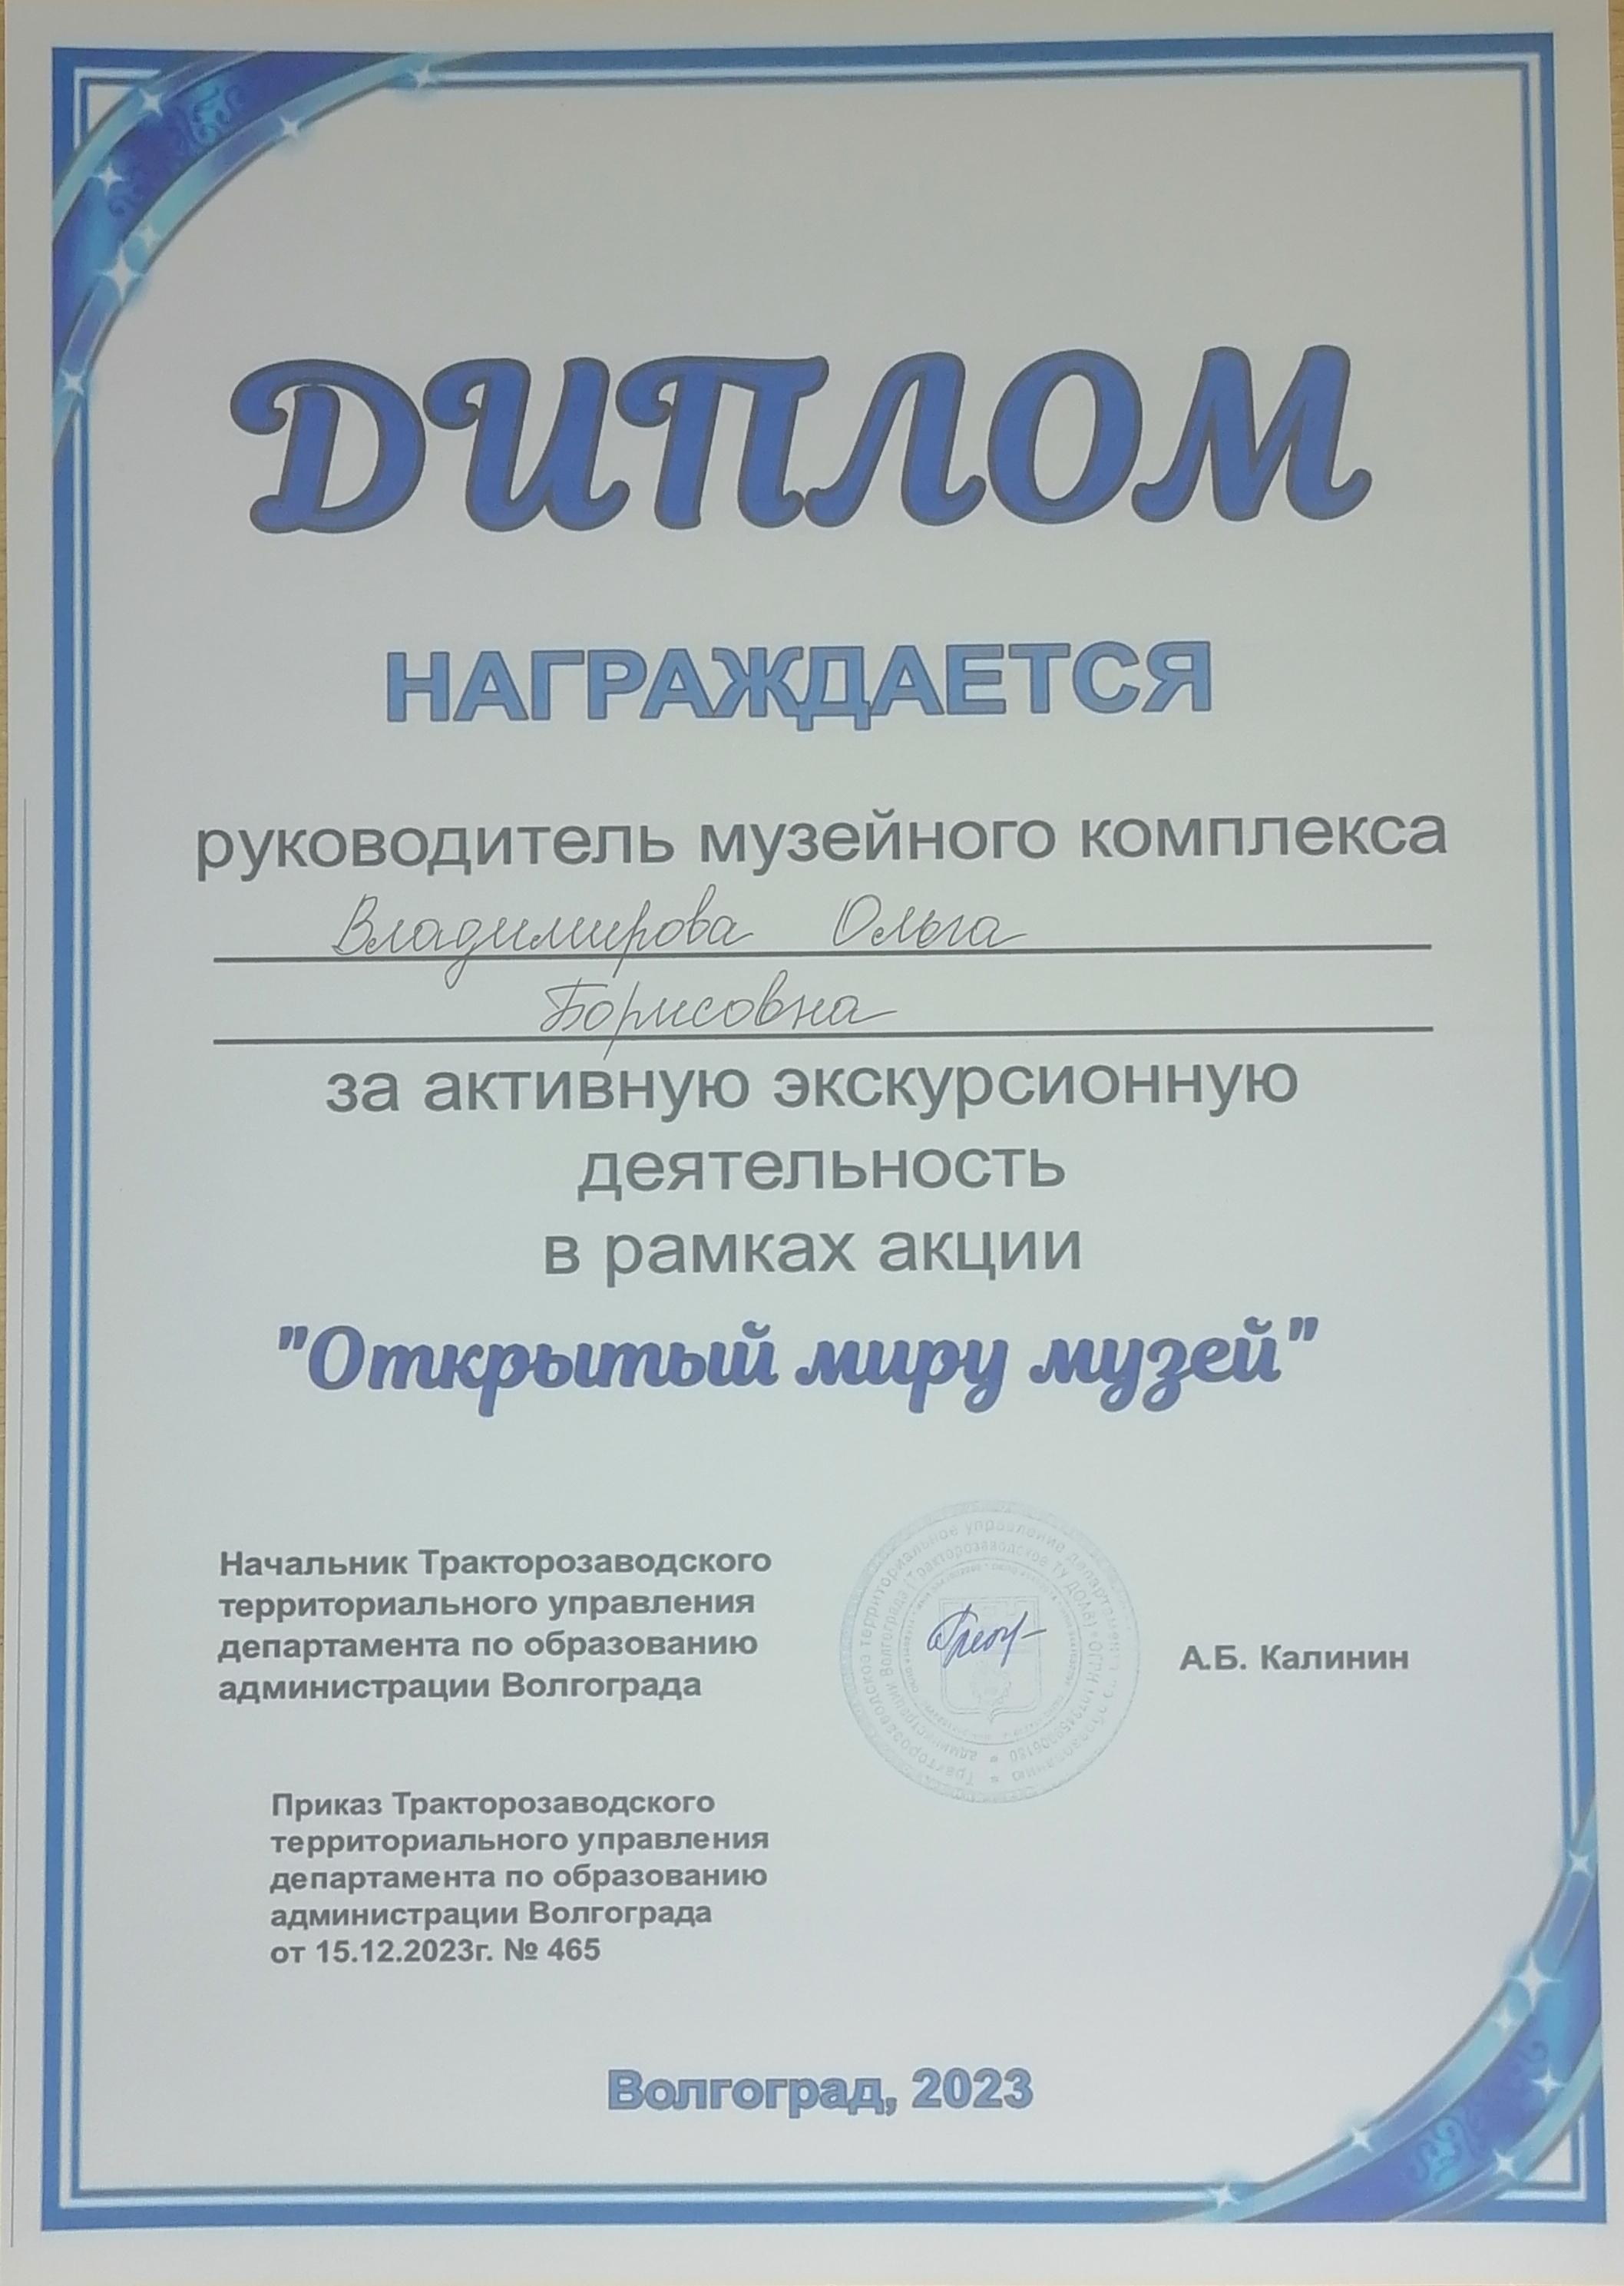 ДИПЛОМ
НАГРАЖДАЕТСЯ
руководитель музейного комплекса
Владимирова Ольга
Борисовна
за активную экскурсионную
деятельность
в рамках акции
"Открытый миру музей"
Начальник Тракторозаводского
территориального управления
департамента по образованию
администрации Волгограда
А.Б. Калинин
Приказ Тракторозаводского
территориального управления
департамента по образованию
администрации Волгограда
от 15.12.2023г. № 465
Волгоград, 2023